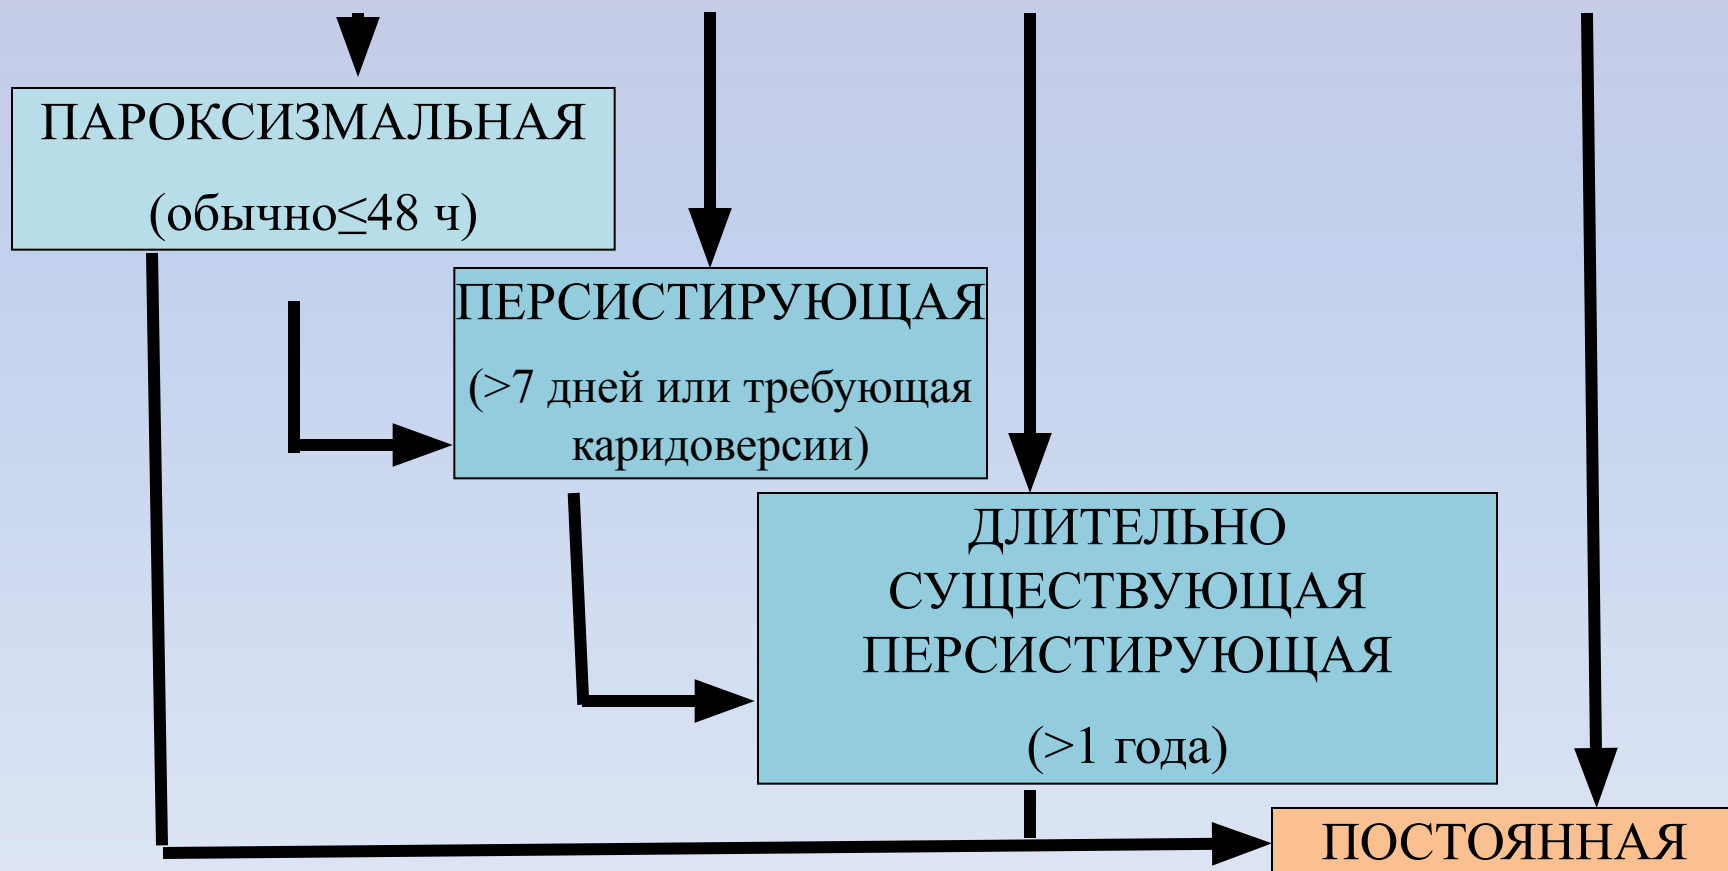 ПАРОКСИЗМАЛЬНАЯ
(обычно≤48 ч)
ПЕРСИСТИРУЮЩАЯ
(>7 дней или требующая
каридоверсии)
ДЛИТЕЛЬНО
СУЩЕСТВУЮЩАЯ
ПЕРСИСТИРУЮЩАЯ
(>1 года)
ПОСТОЯННАЯ